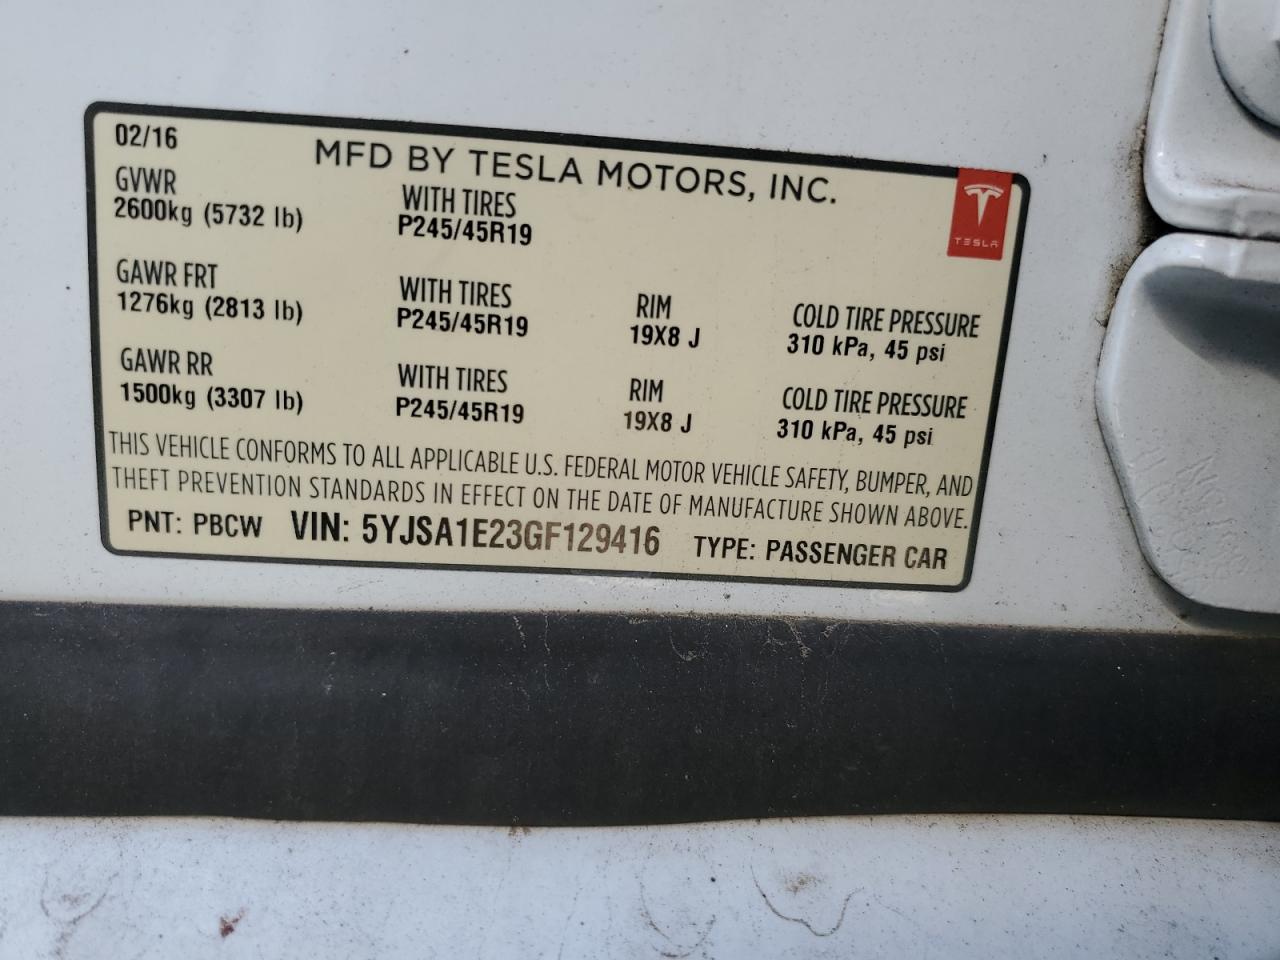 02/16
MFD BY TESLA MOTORS, INC.
TESLA
GVWR
2600kg (5732 lb)
WITH TIRES
P245/45R19
GAWR FRT
1276kg (2813 lb)
WITH TIRES
P245/45R19
RIM
19X8 J
COLD TIRE PRESSURE
310 kPa, 45 psi
GAWR RR
1500kg (3307 lb)
WITH TIRES
P245/45R19
RIM
19X8 J
COLD TIRE PRESSURE
310 kPa, 45 psi
THIS VEHICLE CONFORMS TO ALL APPLICABLE U.S. FEDERAL MOTOR VEHICLE SAFETY, BUMPER, AND
THEFT PREVENTION STANDARDS IN EFFECT ON THE DATE OF MANUFACTURE SHOWN ABOVE.
PNT: PBCW VIN: 5YJSA1E23GF129416 TYPE: PASSENGER CAR